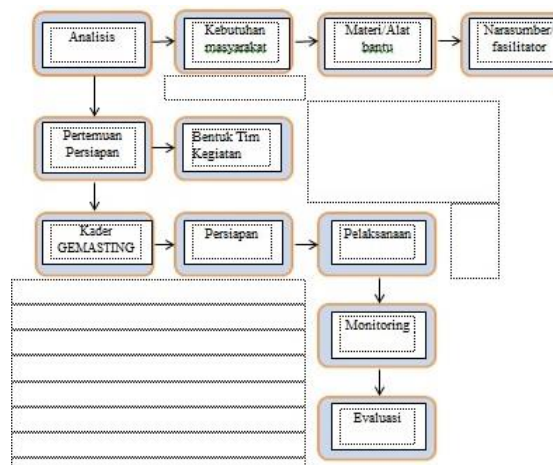 Analisis
Kebutuhan
masyarakat
Materi/Alat
bantu
Narasumber/
fasilitator
Pertemuan
Persiapan
Bentuk Tim
Kegiatan
Kader
GEMASTING
Persiapan
Pelaksanaan
Monitoring
Evaluasi